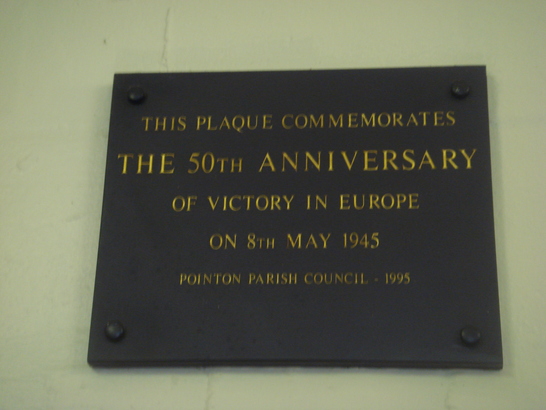 THIS PLAQUE COMMEMORATES
THE 50TH ANNIVERSARY
OF VICTORY IN EUROPE
ON 8TH MAY 1945
POINTON PARISH COUNCIL - 1995